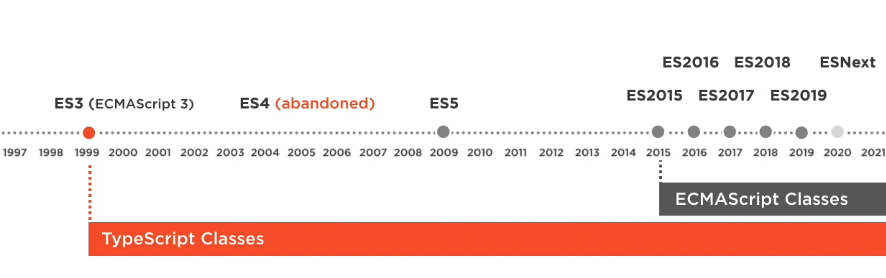 ES2016 ES2018 ESNext
ES3 (ECMAScript 3) ES4 (abandoned) ES5 ES2015 ES2017 ES2019
1997 1998 1999 2000 2001 2002 2003 2004 2005 2006 2007 2008 2009 2010 2011 2012 2013 2014 2015 2016 2017 2018 2019 2020 2021
ECMAScript Classes
TypeScript Classes